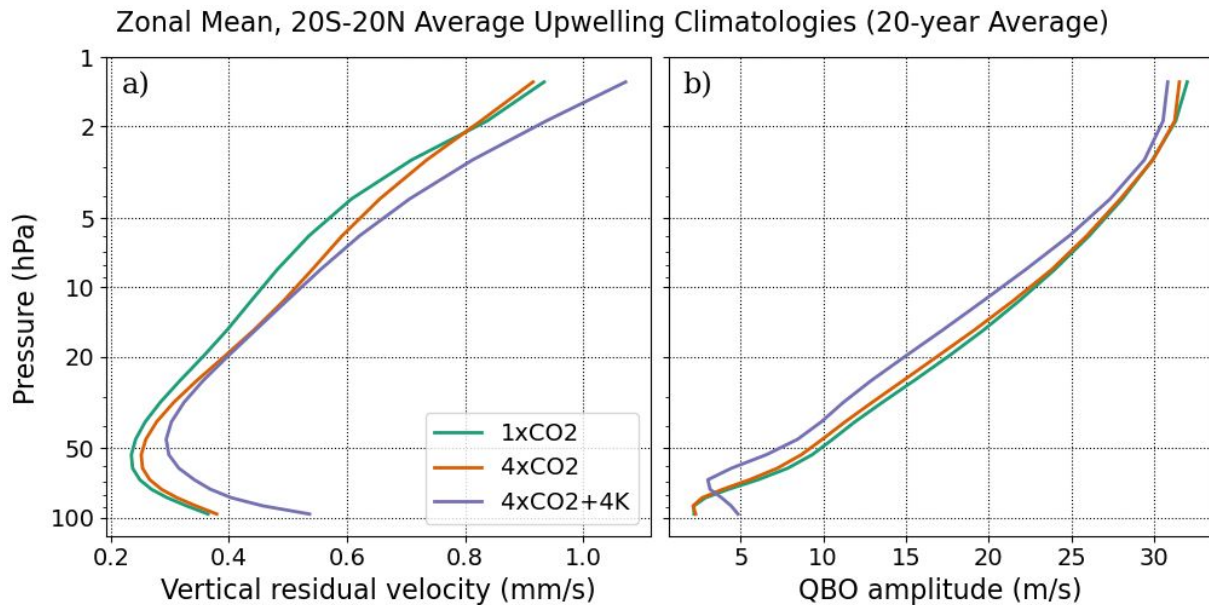 Zonal Mean, 20S-20N Average Upwelling Climatologies (20-year Average)
a)
b)
Pressure (hPa)
1
2
5
10
20
50
100
1xCO2
4xCO2
4xCO2+4K
0.2 0.4 0.6 0.8 1.0
5 10 15 20 25 30
Vertical residual velocity (mm/s)
QBO amplitude (m/s)